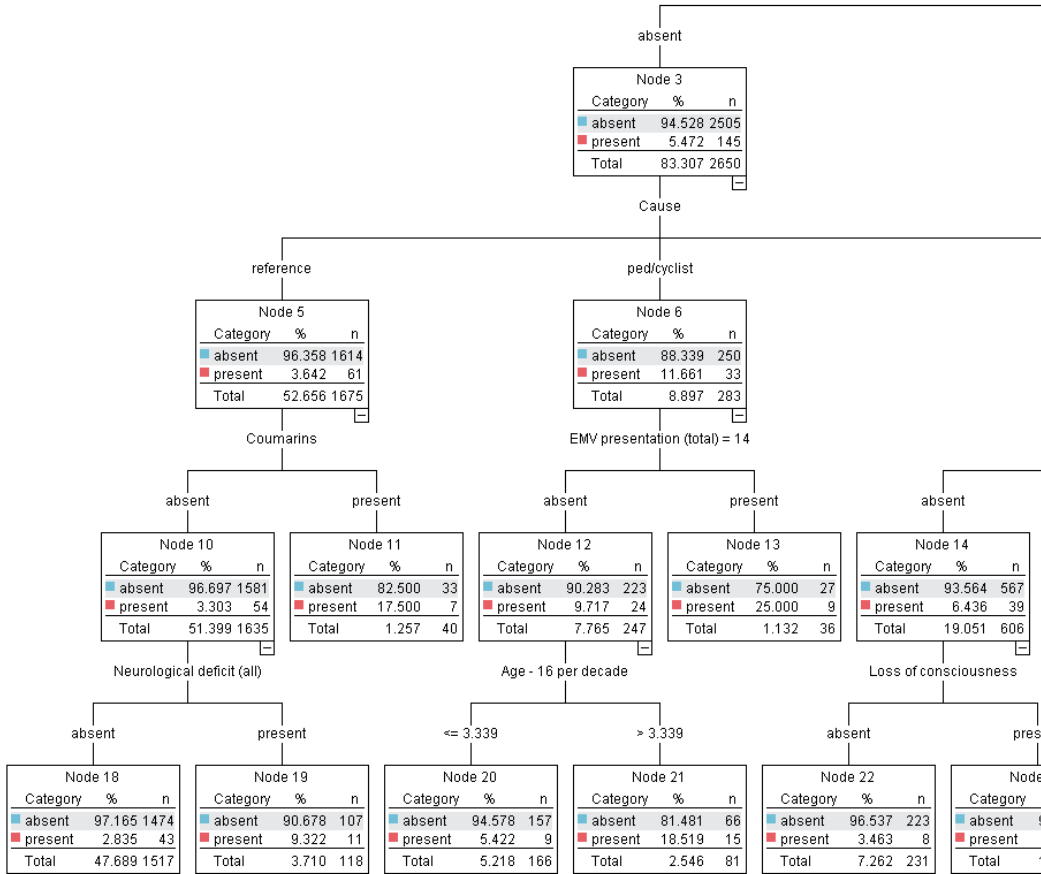 absent
Node 3
Category % n
absent 94.528 2505
present 5.472 145
Total 83.307 2650
Cause
reference
ped/cyclist
Node 5
Category % n
absent 96.358 1614
present 3.642 61
Total 52.656 1675
Node 6
Category % n
absent 88.339 250
present 11.661 33
Total 8.897 283
Coumarins
EMV presentation (total) = 14
absent
present
absent
present
absent
Node 10
Category % n
absent 96.697 1581
present 3.303 54
Total 51.399 1635
Node 11
Category % n
absent 82.500 33
present 17.500 7
Total 1.257 40
Node 12
Category % n
absent 90.283 223
present 9.717 24
Total 7.765 247
Node 13
Category % n
absent 75.000 27
present 25.000 9
Total 1.132 36
Node 14
Category % n
absent 93.564 567
present 6.436 39
Total 19.051 606
Neurological deficit (all)
Age - 16 per decade
Loss of consciousness
absent
present
<= 3.339
> 3.339
absent
Node 18
Category % n
absent 97.165 1474
present 2.835 43
Total 47.689 1517
Node 19
Category % n
absent 90.678 107
present 9.322 11
Total 3.710 118
Node 20
Category % n
absent 94.578 157
present 5.422 9
Total 5.218 166
Node 21
Category % n
absent 81.481 66
present 18.519 15
Total 2.546 81
Node 22
Category % n
absent 96.537 223
present 3.463 8
Total 7.262 231
Category
absent
present
Total